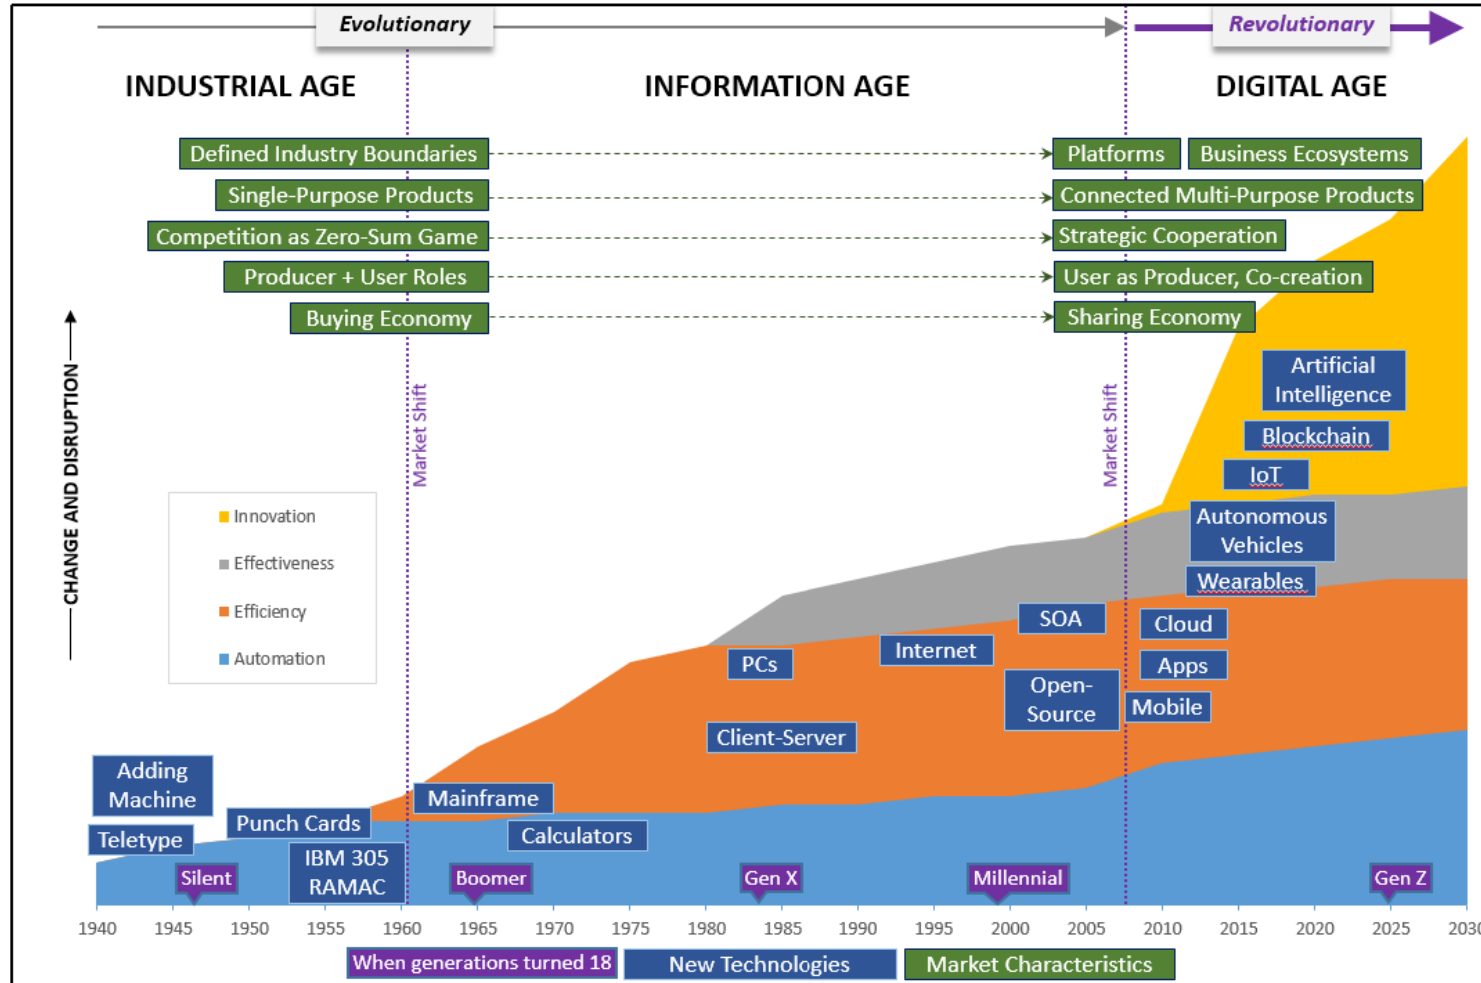 Evolutionary
Revolutionary
INDUSTRIAL AGE
INFORMATION AGE
DIGITAL AGE
Defined Industry Boundaries
Platforms
Business Ecosystems
Single-Purpose Products
Connected Multi-Purpose Products
Competition as Zero-Sum Game
Strategic Cooperation
Producer + User Roles
User as Producer, Co-creation
Buying Economy
Sharing Economy
CHANGE AND DISRUPTION
Market Shift
Market Shift
Artificial
Intelligence
Blockchain
IoT
Autonomous
Vehicles
Wearables
Innovation
Effectiveness
Efficiency
Automation
SOA
Cloud
PCs
Internet
Apps
Open-
Source
Mobile
Client-Server
Adding
Machine
Mainframe
Punch Cards
Calculators
Teletype
IBM 305
RAMAC
Silent
Boomer
Gen X
Millennial
Gen Z
1940 1945 1950 1955 1960 1965 1970 1975 1980 1985 1990 1995 2000 2005 2010 2015 2020 2025 2030
When generations turned 18
New Technologies
Market Characteristics